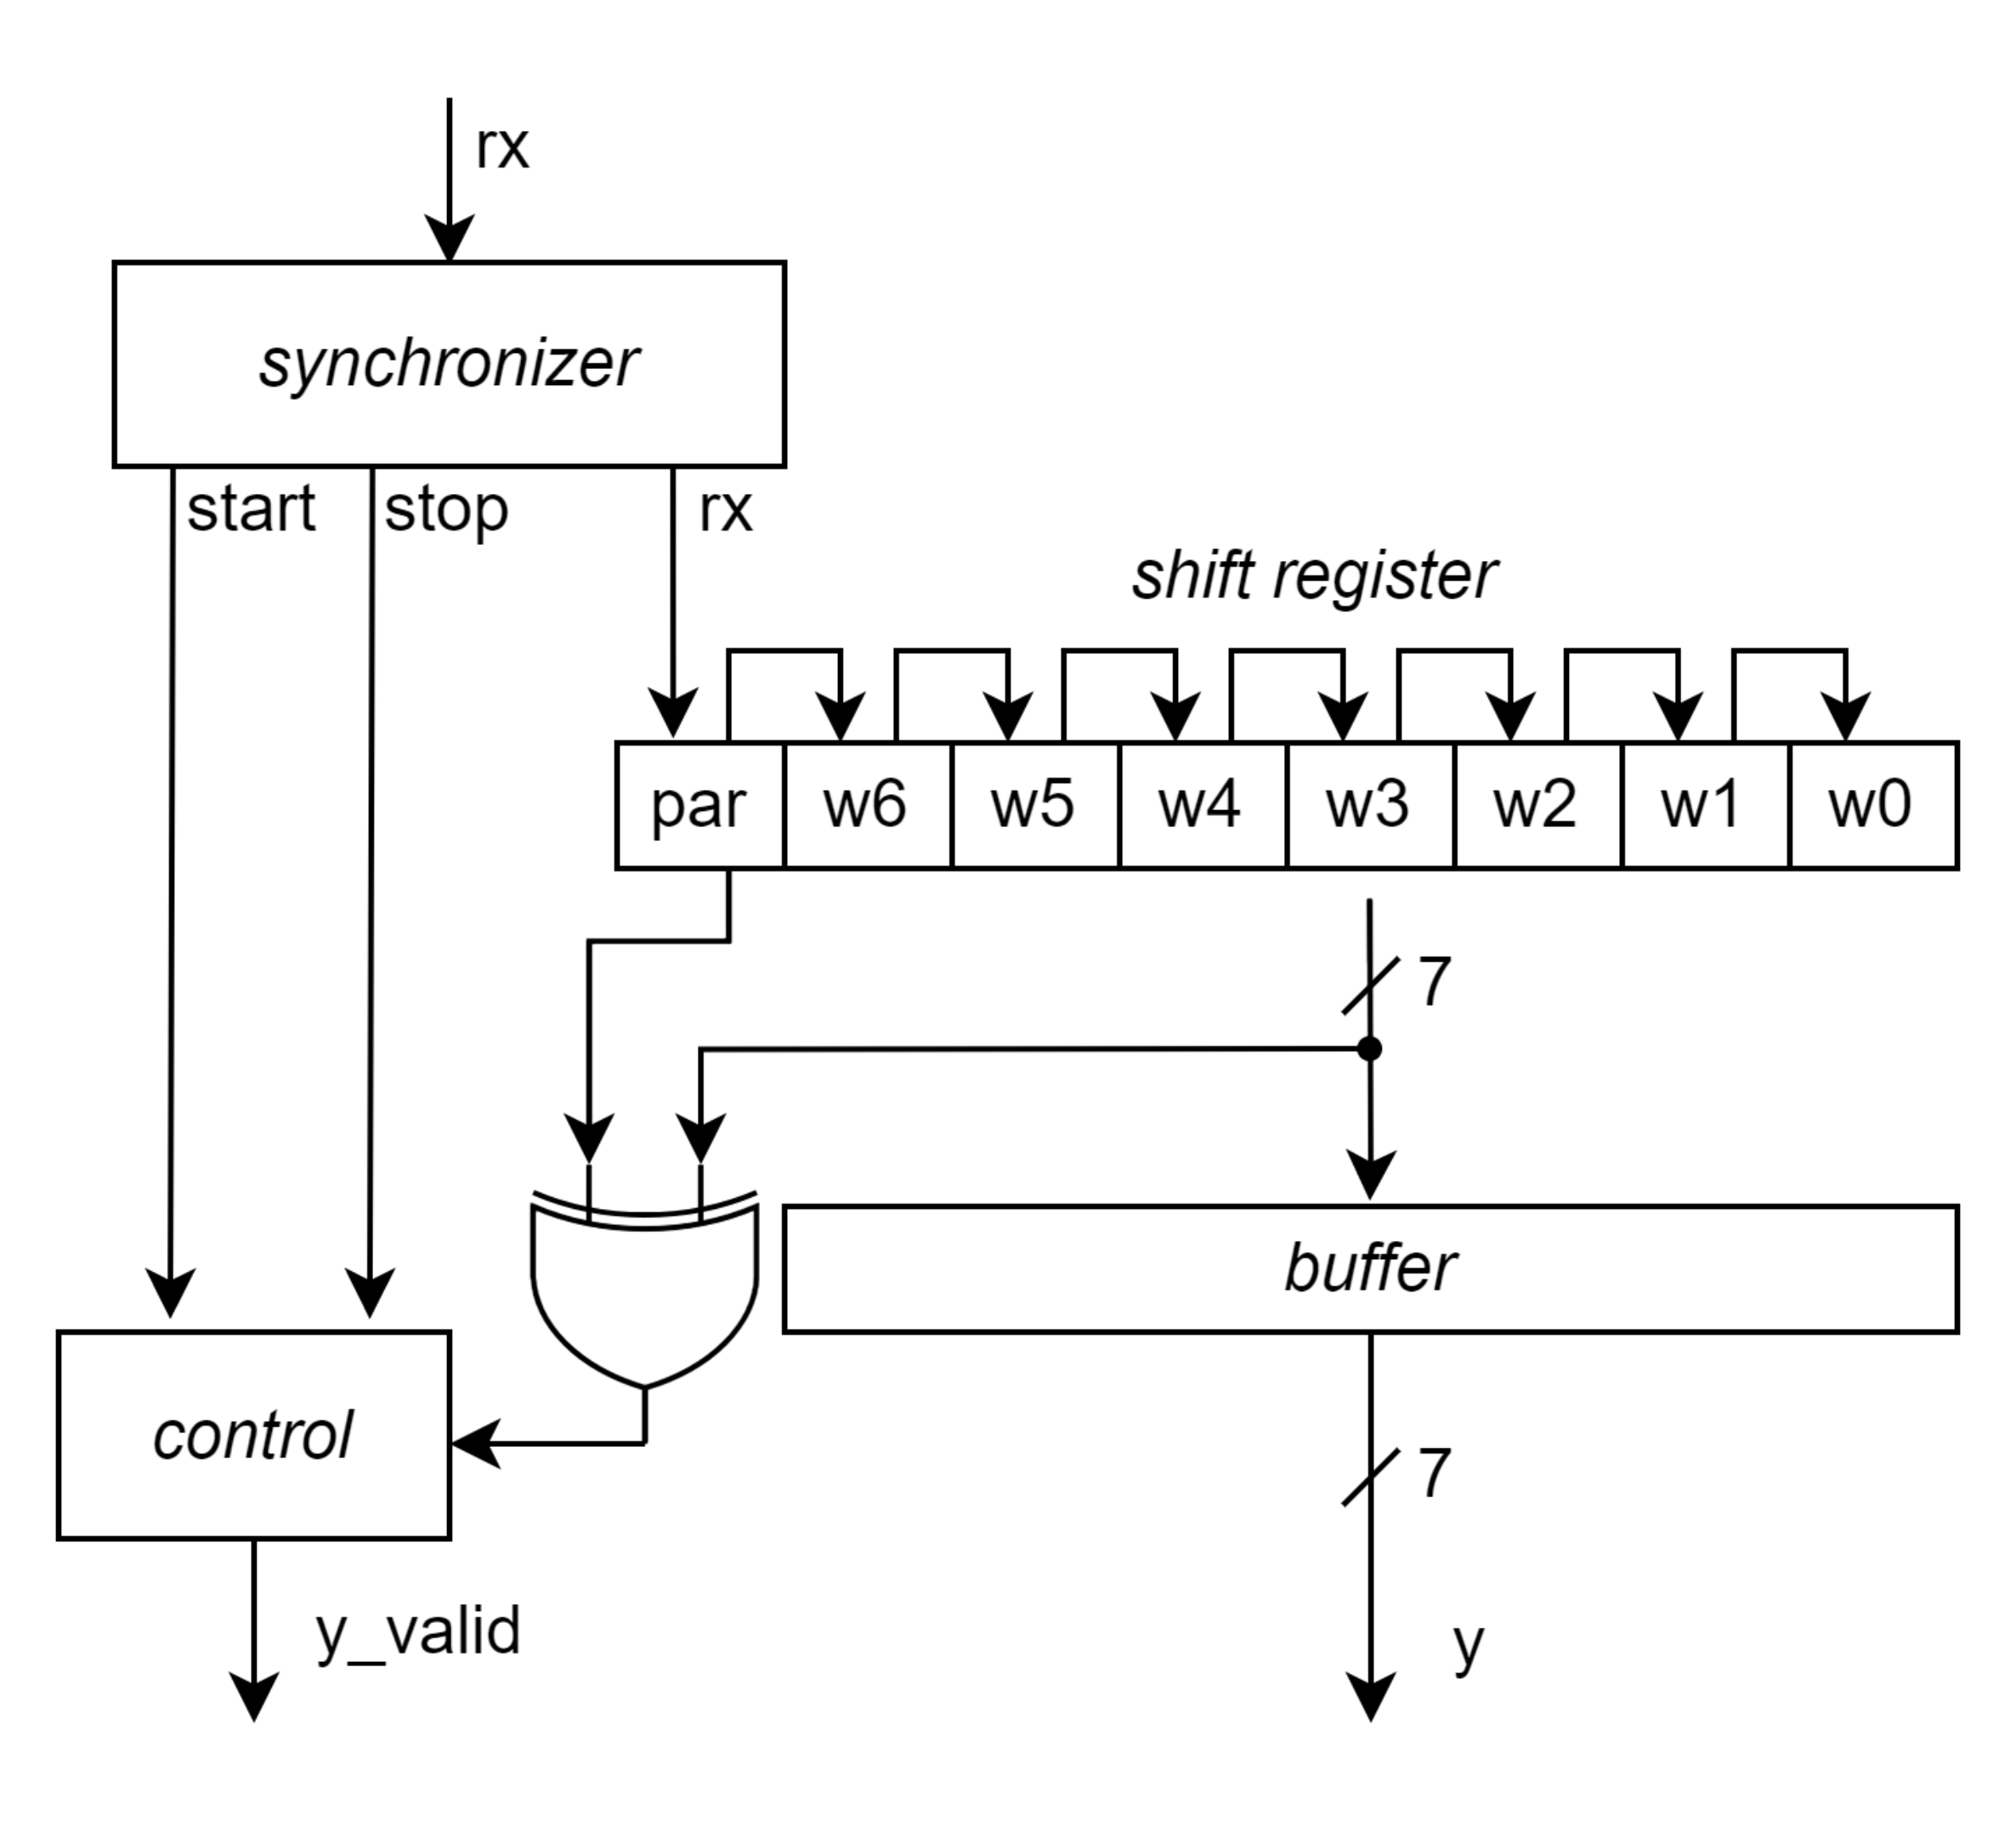 rx
synchronizer
start stop rx
shift register
par w6 w5 w4 w3 w2 w1 w0
7
buffer
control
7
y_valid
y